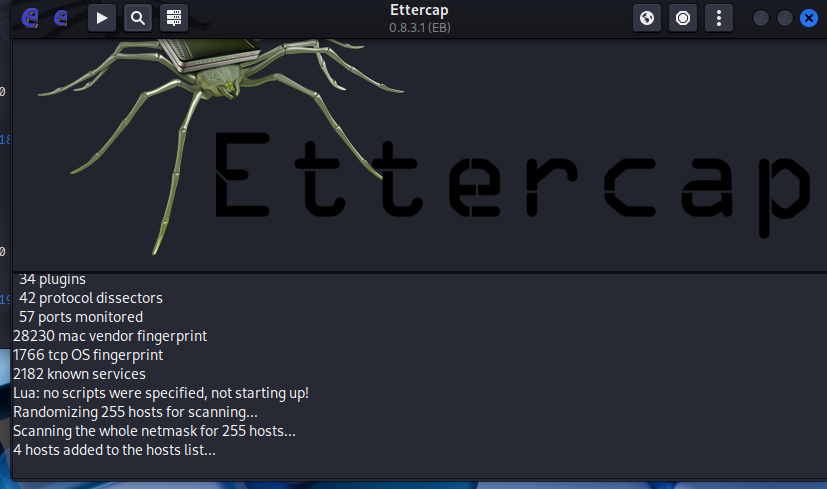 Ettercap
0.8.3.1 (EB)
Ettercap
34 plugins
42 protocol dissectors
57 ports monitored
28230 mac vendor fingerprint
1766 tcp OS fingerprint
2182 known services
Lua: no scripts were specified, not starting up!
Randomizing 255 hosts for scanning...
Scanning the whole netmask for 255 hosts...
4 hosts added to the hosts list...